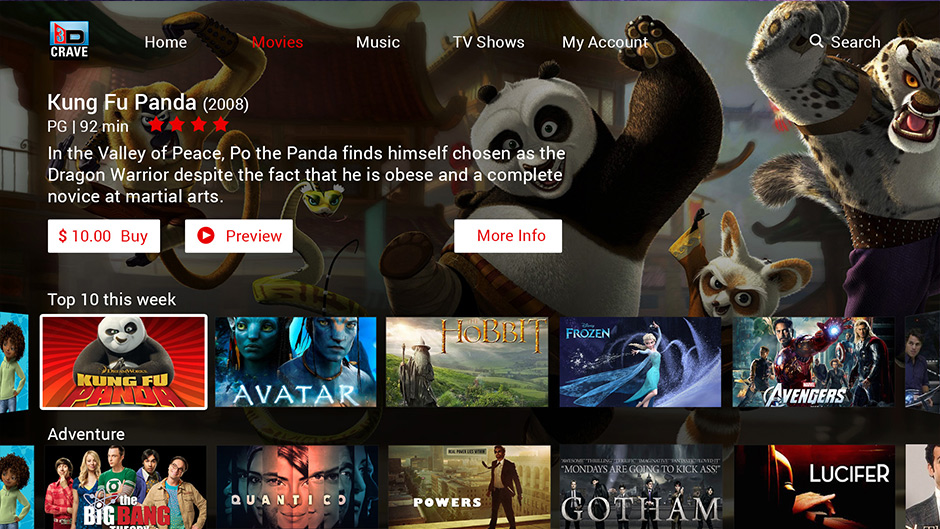 3D
CRAVE
Home
Movies
Music
TV Shows
My Account
Search
Kung Fu Panda (2008)
PG | 92 min
In the Valley of Peace, Po the Panda finds himself chosen as the
Dragon Warrior despite the fact that he is obese and a complete
novice at martial arts.
$ 10.00 Buy
Preview
More Info
Top 10 this week
DREAMWORKS
KUNG FU
PANDA
AVATAR
THE
HOBBIT
Disney
FROZEN
MARVEL
AVENGERS
Adventure
the
BIG BANG
THEORY
QUANTICO
POWERS
"MONDAYS ARE GOING TO KICK ASS!"
GOTHAM
LUCIFER